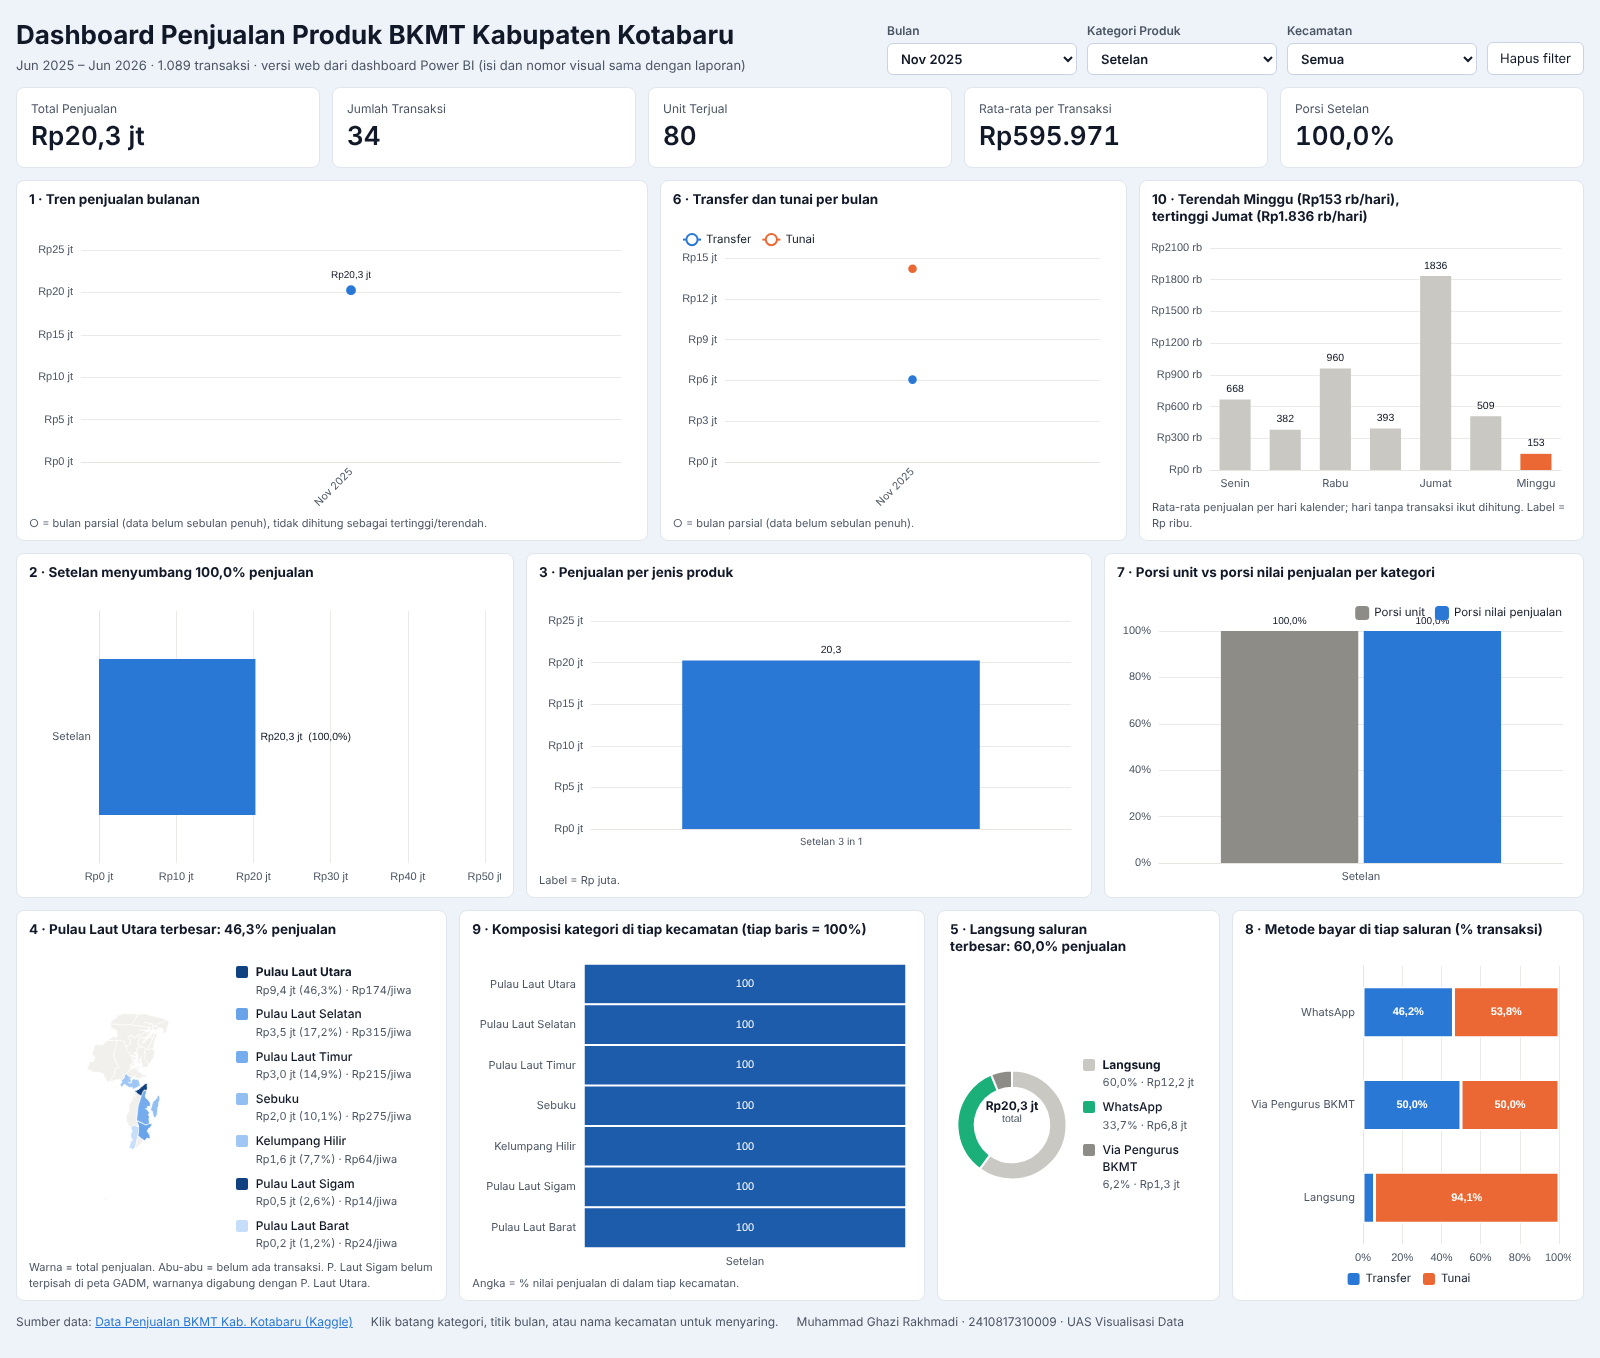 Dashboard Penjualan Produk BKMT Kabupaten Kotabaru
Jun 2025 – Jun 2026 · 1.089 transaksi · versi web dari dashboard Power BI (isi dan nomor visual sama dengan laporan)
Bulan
Nov 2025
Kategori Produk
Setelan
Kecamatan
Semua
Hapus filter
Total Penjualan
Rp20,3 jt
Jumlah Transaksi
34
Unit Terjual
80
Rata-rata per Transaksi
Rp595.971
Porsi Setelan
100,0%
1 · Tren penjualan bulanan
Rp25 jt
Rp20 jt
Rp15 jt
Rp10 jt
Rp5 jt
Rp0 jt
Rp20,3 jt
Nov 2025
O = bulan parsial (data belum sebulan penuh), tidak dihitung sebagai tertinggi/terendah.
6 · Transfer dan tunai per bulan
Transfer
Tunai
Rp15 jt
Rp12 jt
Rp9 jt
Rp6 jt
Rp3 jt
Rp0 jt
Nov 2025
O = bulan parsial (data belum sebulan penuh).
10 · Terendah Minggu (Rp153 rb/hari),
tertinggi Jumat (Rp1.836 rb/hari)
Rp2100 rb
Rp1800 rb
Rp1500 rb
Rp1200 rb
Rp900 rb
Rp600 rb
Rp300 rb
Rp0 rb
668
382
960
393
1836
509
153
Senin
Rabu
Jumat
Minggu
Rata-rata penjualan per hari kalender; hari tanpa transaksi ikut dihitung. Label =
Rp ribu.
2 · Setelan menyumbang 100,0% penjualan
Setelan
Rp20,3 jt (100,0%)
Rp0 jt
Rp10 jt
Rp20 jt
Rp30 jt
Rp40 jt
Rp50 jt
3 · Penjualan per jenis produk
Rp25 jt
Rp20 jt
Rp15 jt
Rp10 jt
Rp5 jt
Rp0 jt
20,3
Setelan 3 in 1
Label = Rp juta.
7 · Porsi unit vs porsi nilai penjualan per kategori
Porsi unit
Porsi nilai penjualan
100,0%
100,0%
100%
80%
60%
40%
20%
0%
Setelan
4 · Pulau Laut Utara terbesar: 46,3% penjualan
Pulau Laut Utara
Rp9,4 jt (46,3%) · Rp174/jiwa
Pulau Laut Selatan
Rp3,5 jt (17,2%) · Rp315/jiwa
Pulau Laut Timur
Rp3,0 jt (14,9%) · Rp215/jiwa
Sebuku
Rp2,0 jt (10,1%) · Rp275/jiwa
Kelumpang Hilir
Rp1,6 jt (7,7%) · Rp64/jiwa
Pulau Laut Sigam
Rp0,5 jt (2,6%) · Rp14/jiwa
Pulau Laut Barat
Rp0,2 jt (1,2%) · Rp24/jiwa
Warna = total penjualan. Abu-abu = belum ada transaksi. P. Laut Sigam belum
terpisah di peta GADM, warnanya digabung dengan P. Laut Utara.
9 · Komposisi kategori di tiap kecamatan (tiap baris = 100%)
Pulau Laut Utara 100
Pulau Laut Selatan 100
Pulau Laut Timur 100
Sebuku 100
Kelumpang Hilir 100
Pulau Laut Sigam 100
Pulau Laut Barat 100
Setelan
Angka = % nilai penjualan di dalam tiap kecamatan.
5 · Langsung saluran
terbesar: 60,0% penjualan
Rp20,3 jt
total
Langsung
60,0% · Rp12,2 jt
WhatsApp
33,7% · Rp6,8 jt
Via Pengurus
BKMT
6,2% · Rp1,3 jt
8 · Metode bayar di tiap saluran (% transaksi)
WhatsApp 46,2% 53,8%
Via Pengurus BKMT 50,0% 50,0%
Langsung 94,1%
0% 20% 40% 60% 80% 100%
Transfer
Tunai
Sumber data: Data Penjualan BKMT Kab. Kotabaru (Kaggle)
Klik batang kategori, titik bulan, atau nama kecamatan untuk menyaring.
Muhammad Ghazi Rakhmadi · 2410817310009 · UAS Visualisasi Data